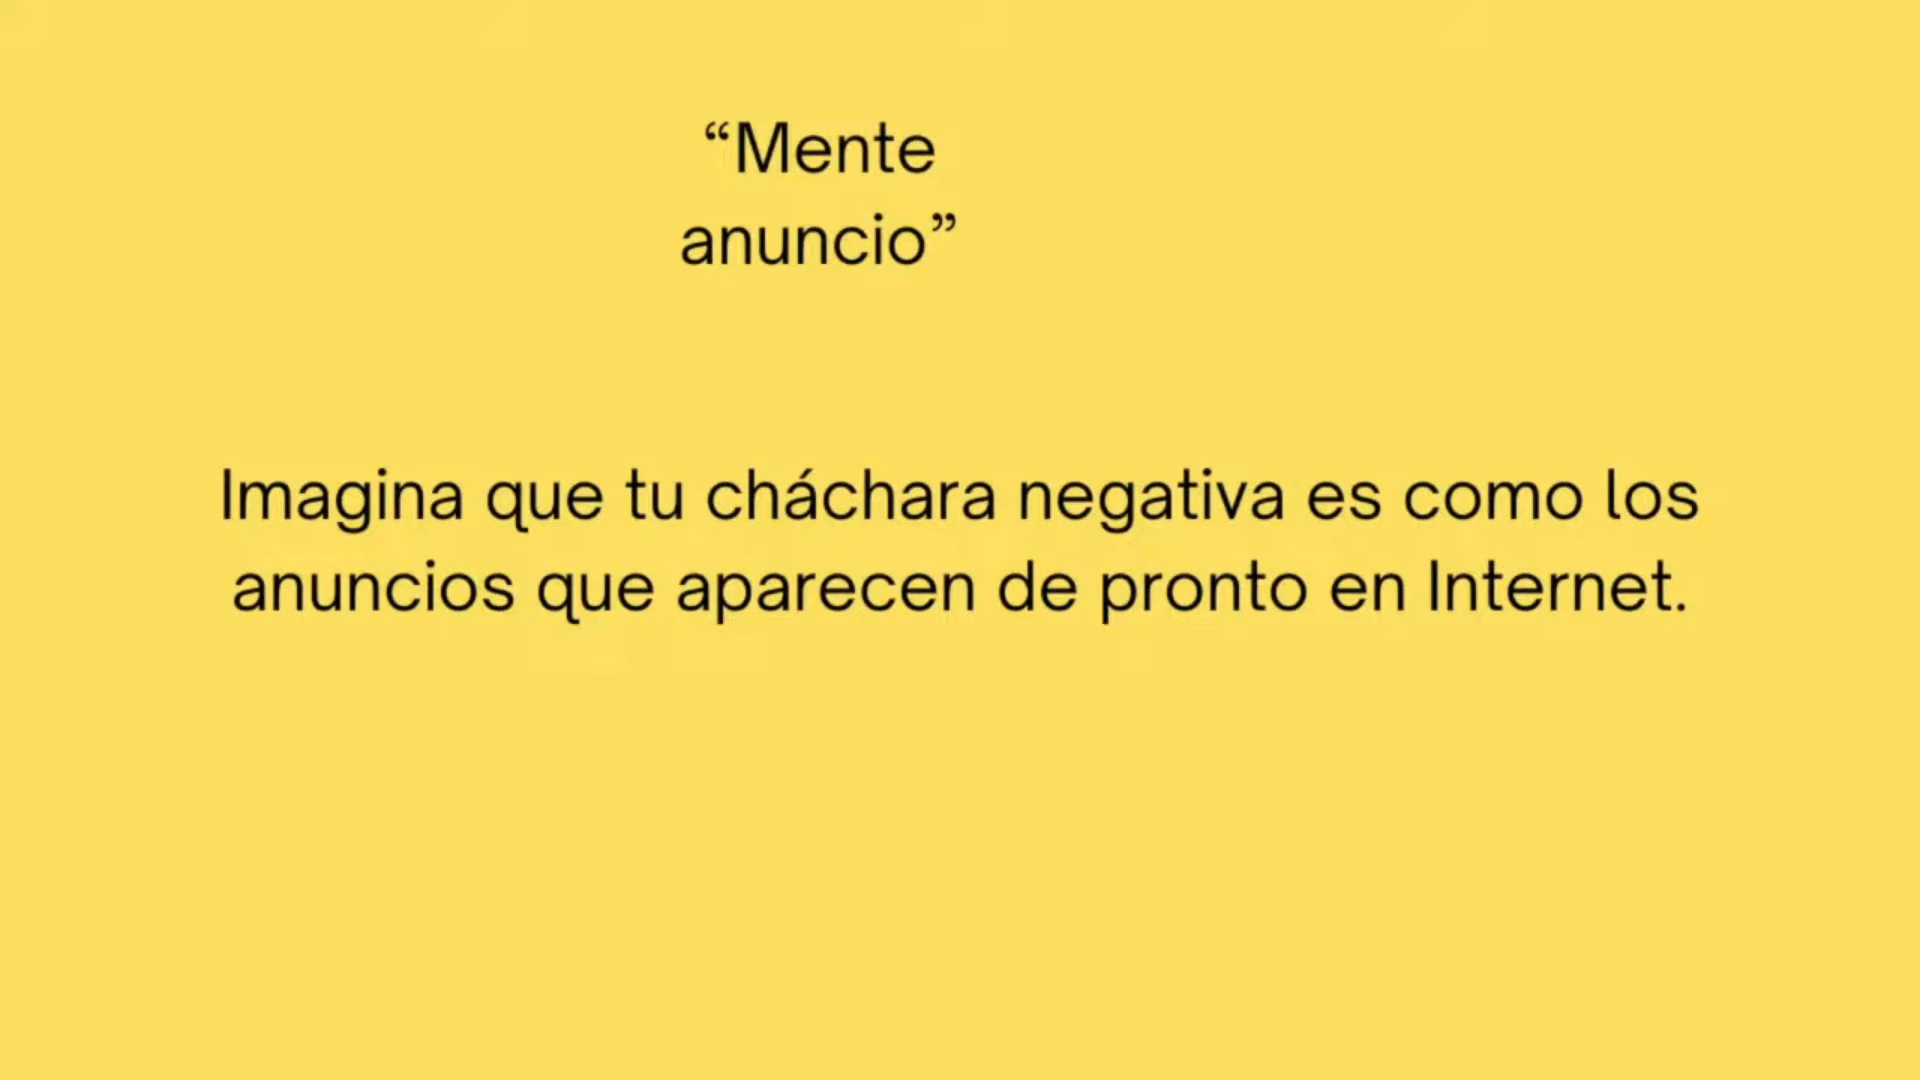 “Mente
anuncio”
Imagina que tu cháchara negativa es como los
anuncios que aparecen de pronto en Internet.